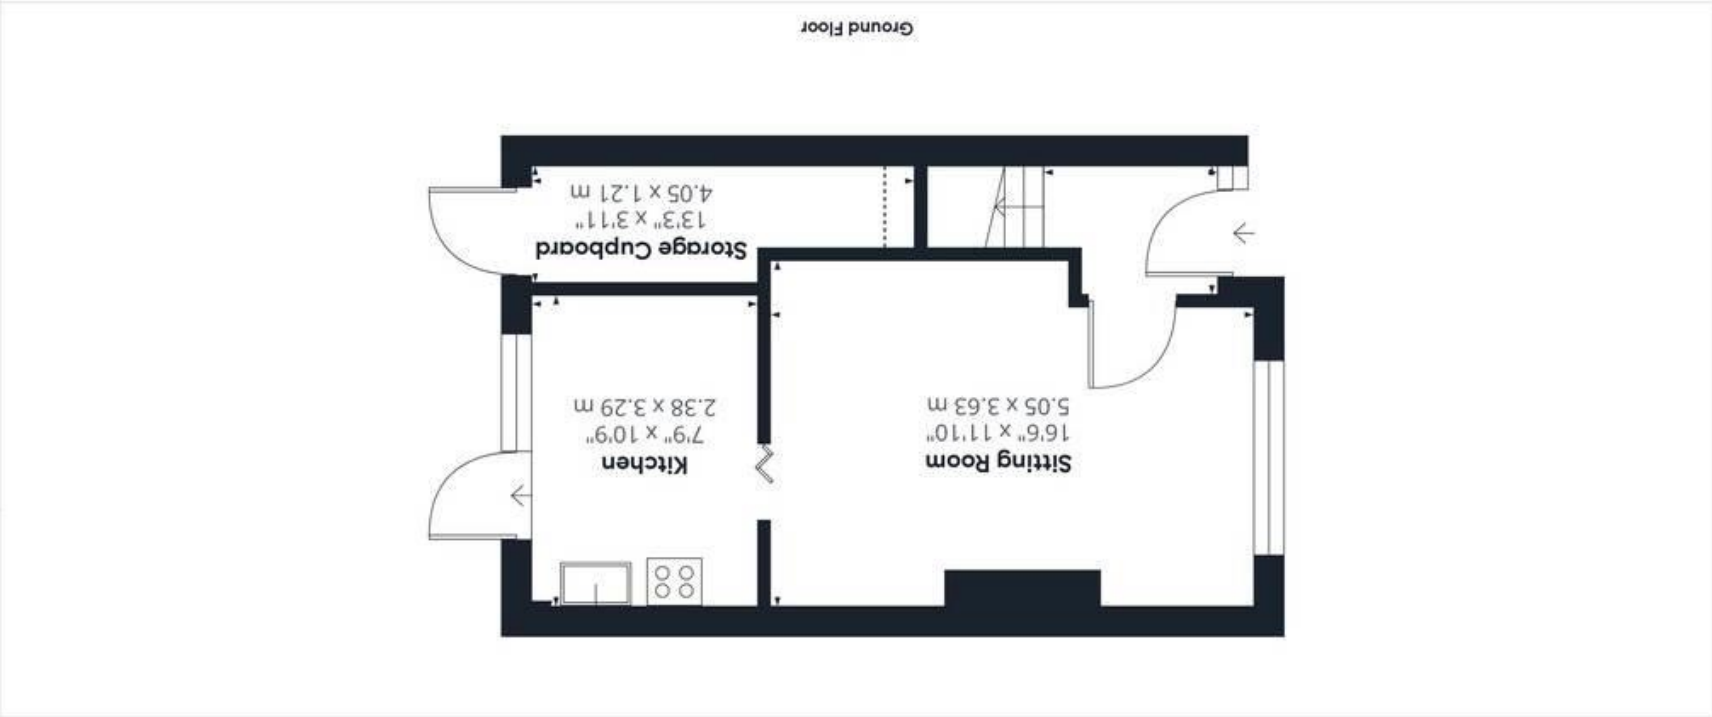 Sitting Room
16'6" x 11'10"
5.05 x 3.63 m
Kitchen
7'9" x 10'9"
2.38 x 3.29 m
Storage Cupboard
13'3" x 3'11"
4.05 x 1.21 m
Ground Floor